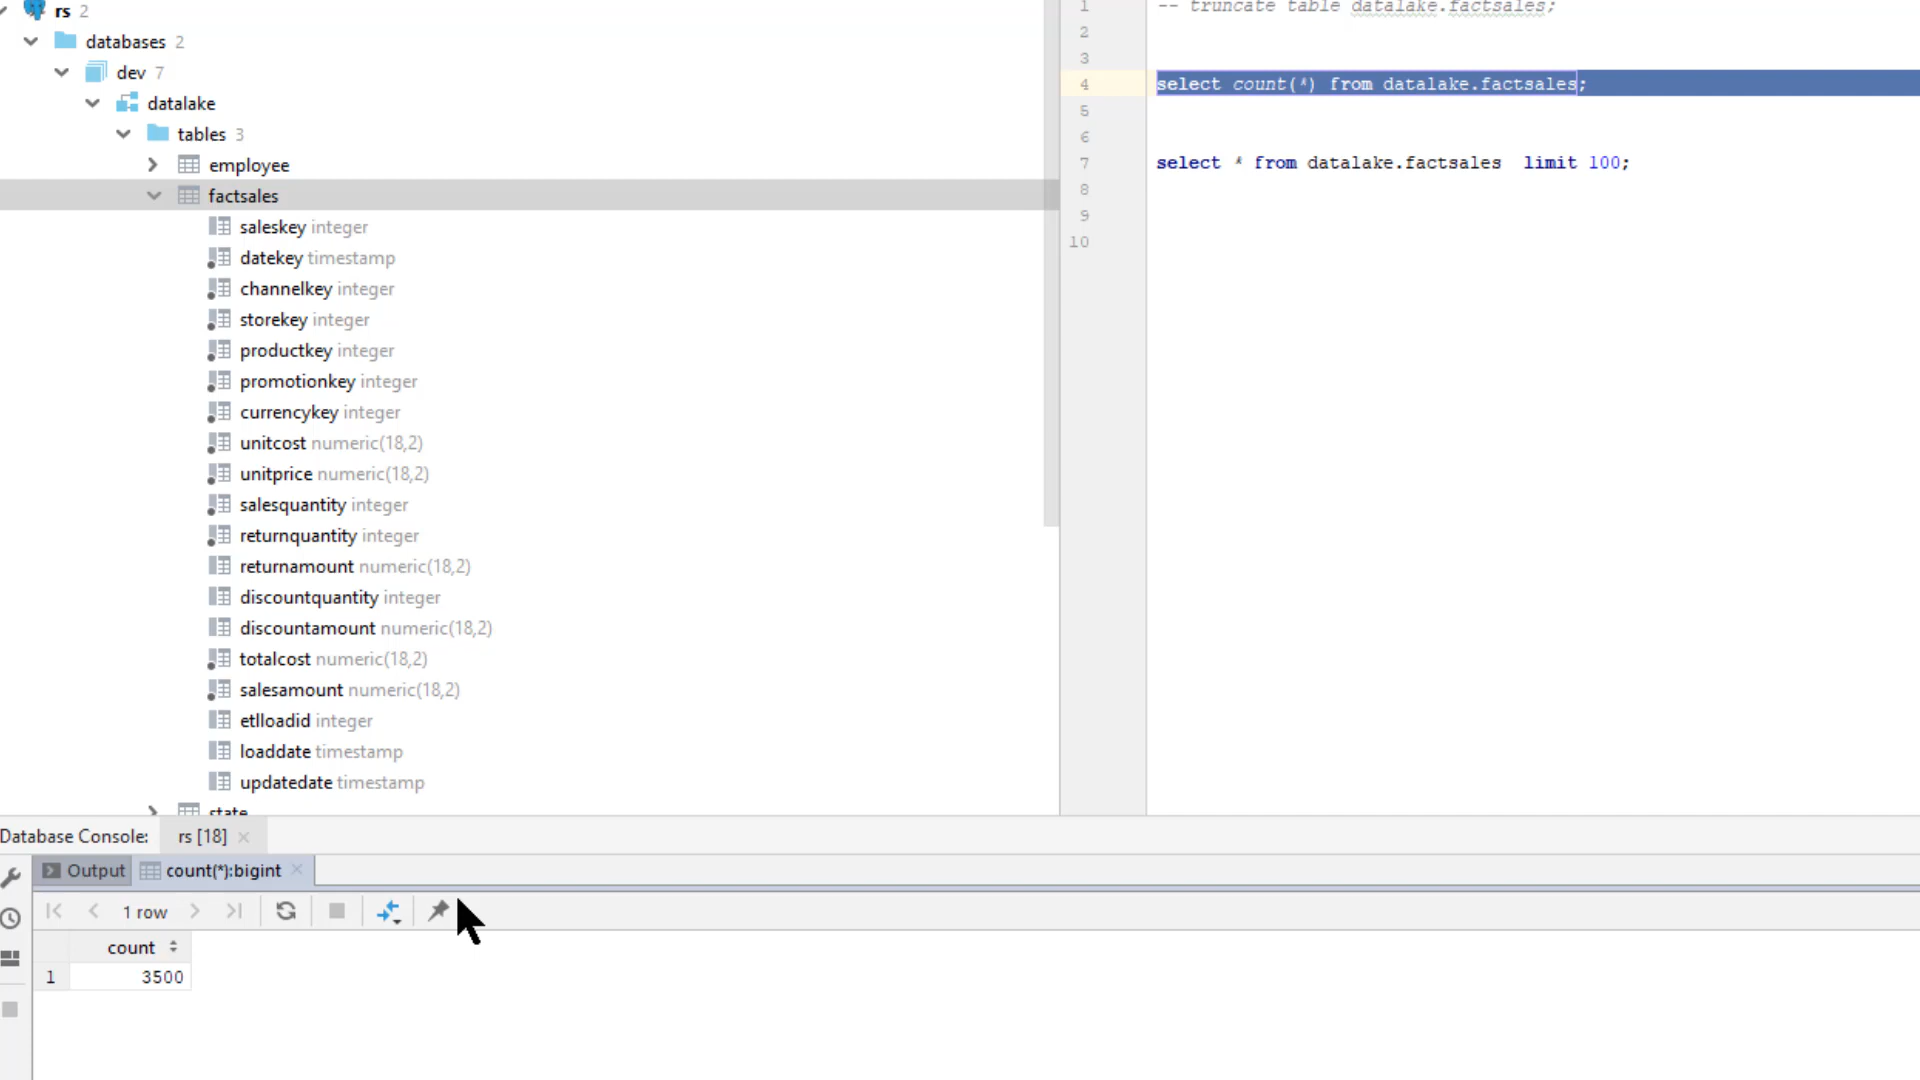 rs 2
databases 2
dev 7
datalake
tables 3
employee
factsales
saleskey integer
datekey timestamp
channelkey integer
storekey integer
productkey integer
promotionkey integer
currencykey integer
unitcost numeric(18,2)
unitprice numeric(18,2)
salesquantity integer
returnquantity integer
returnamount numeric(18,2)
discountquantity integer
discountamount numeric(18,2)
totalcost numeric(18,2)
salesamount numeric(18,2)
etlloadid integer
loaddate timestamp
updatedate timestamp
state
1 -- truncate table datalake.factsales;
2
3
4 select count(*) from datalake.factsales;
5
6
7 select * from datalake.factsales limit 100;
8
9
10
Database Console: rs [18]
Output count(*):bigint
1 row
count
1 3500